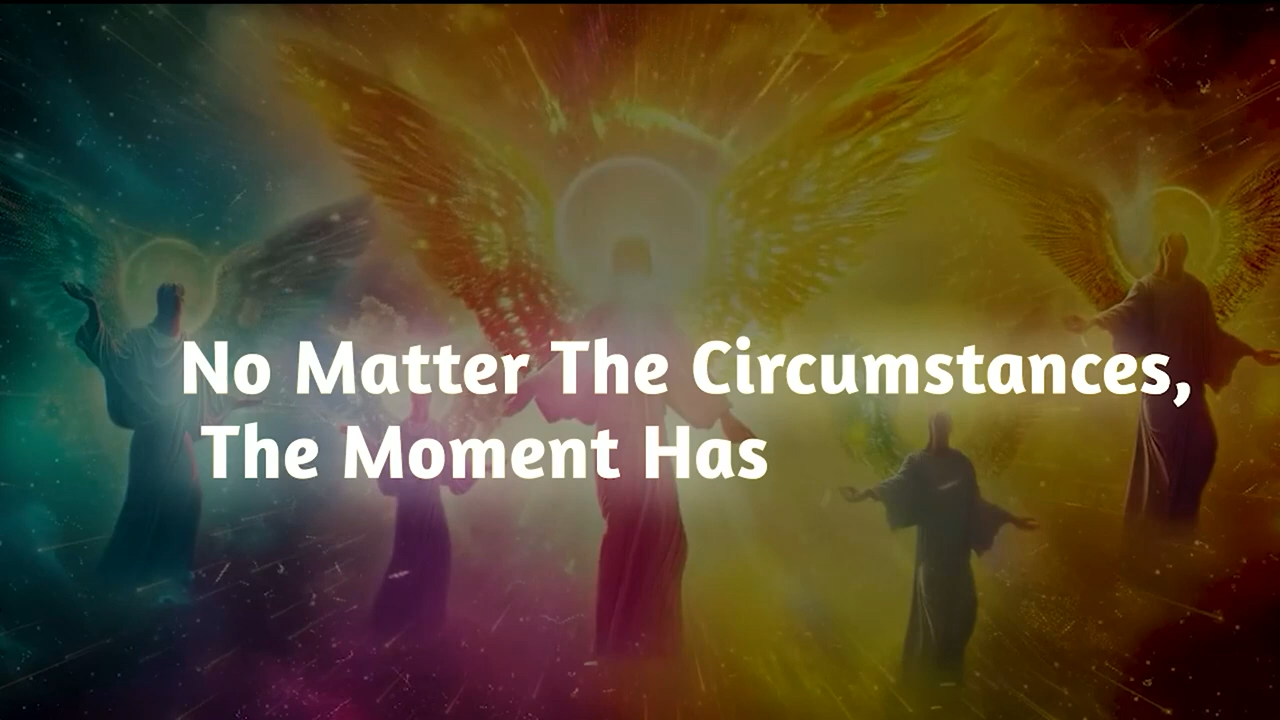 No Matter The Circumstances,
The Moment Has